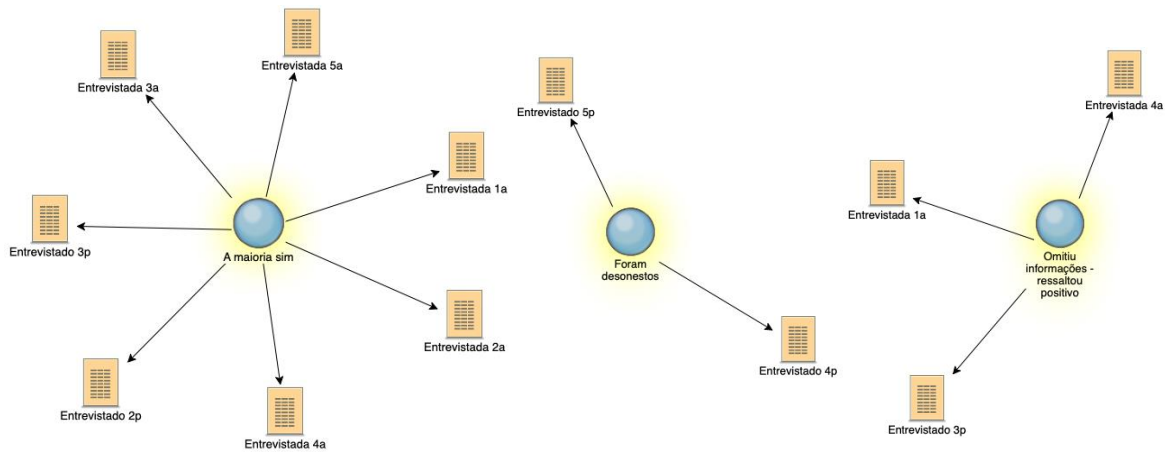 Entrevistada 5a
Entrevistada 3a
Entrevistada 1a
Entrevistado 3p
A maioria sim
Entrevistada 2a
Entrevistado 2p
Entrevistada 4a
Entrevistado 5p
Foram
desonestos
Entrevistado 4p
Entrevistada 4a
Entrevistada 1a
Omitiu
informações -
ressaltou
positivo
Entrevistado 3p